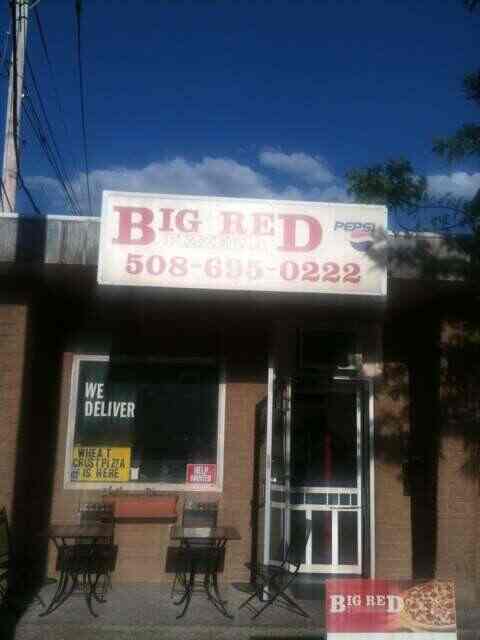 BIG RED
PEPSI
508-695-0222
WE
DELIVER
WHEAT
CRUST PIZZA
IS HERE
HELP
WANTED
BIG RED